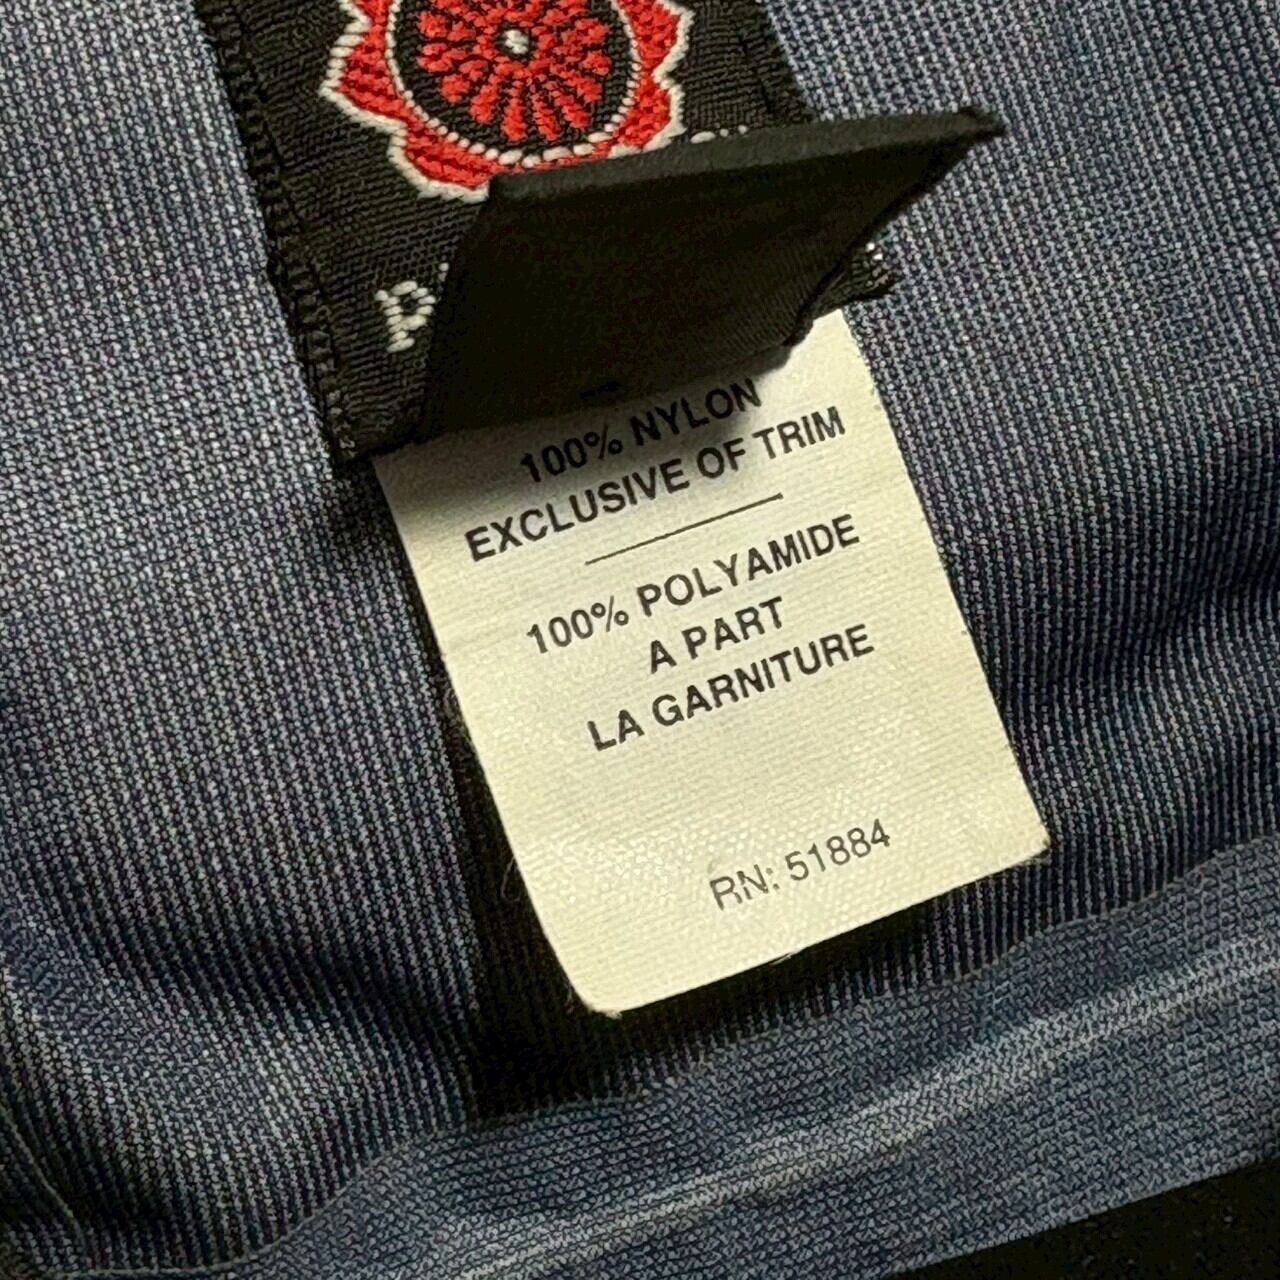 P
100% NYLON
EXCLUSIVE OF TRIM
100% POLYAMIDE
A PART
LA GARNITURE
RN: 51884